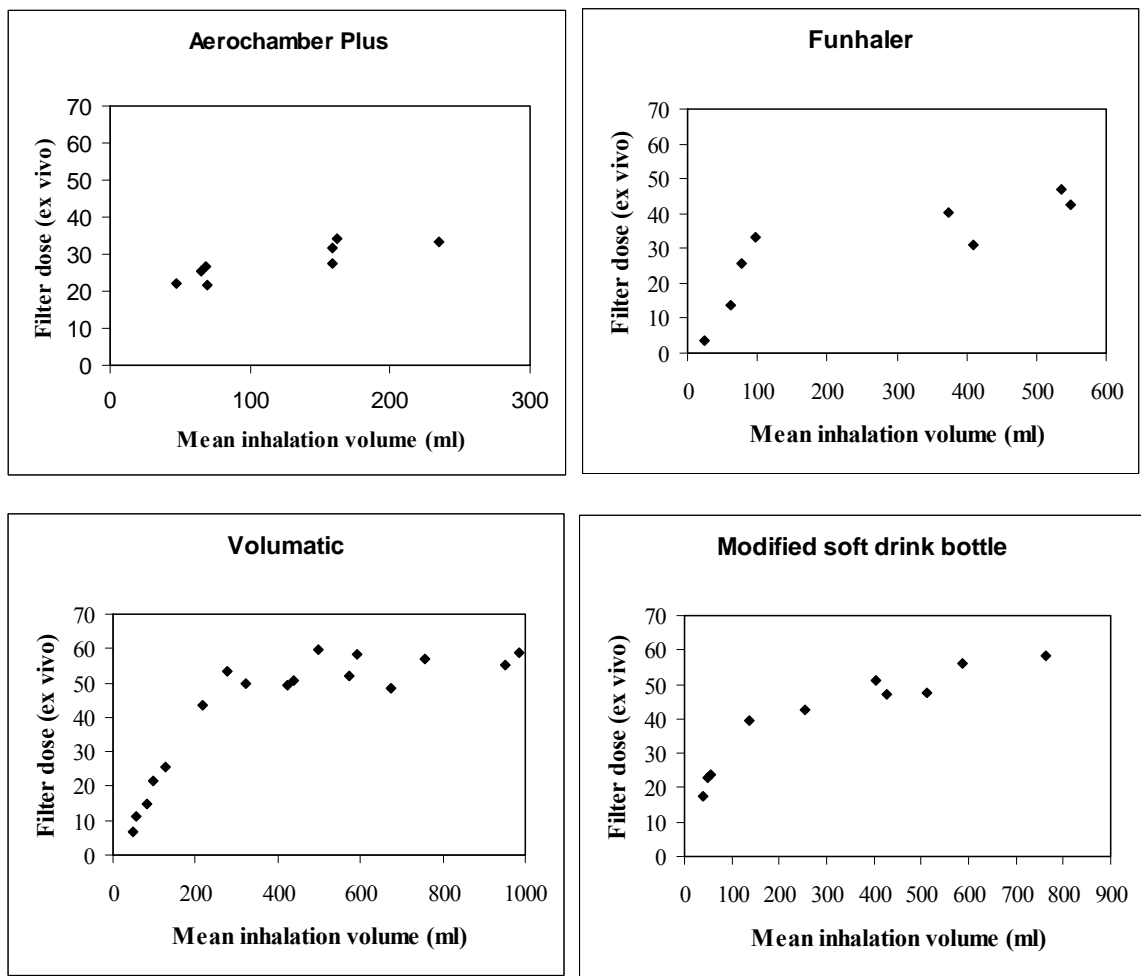 Aerochamber Plus
70
60
50
40
30
20
10
0
Filter dose (ex vivo)
0 100 200 300
Mean inhalation volume (ml)
Funhaler
70
60
50
40
30
20
10
0
Filter dose (ex vivo)
0 100 200 300 400 500 600
Mean inhalation volume (ml)
Volumatic
70
60
50
40
30
20
10
0
Filter dose (ex vivo)
0 200 400 600 800 1000
Mean inhalation volume (ml)
Modified soft drink bottle
70
60
50
40
30
20
10
0
Filter dose (ex vivo)
0 100 200 300 400 500 600 700 800 900
Mean inhalation volume (ml)